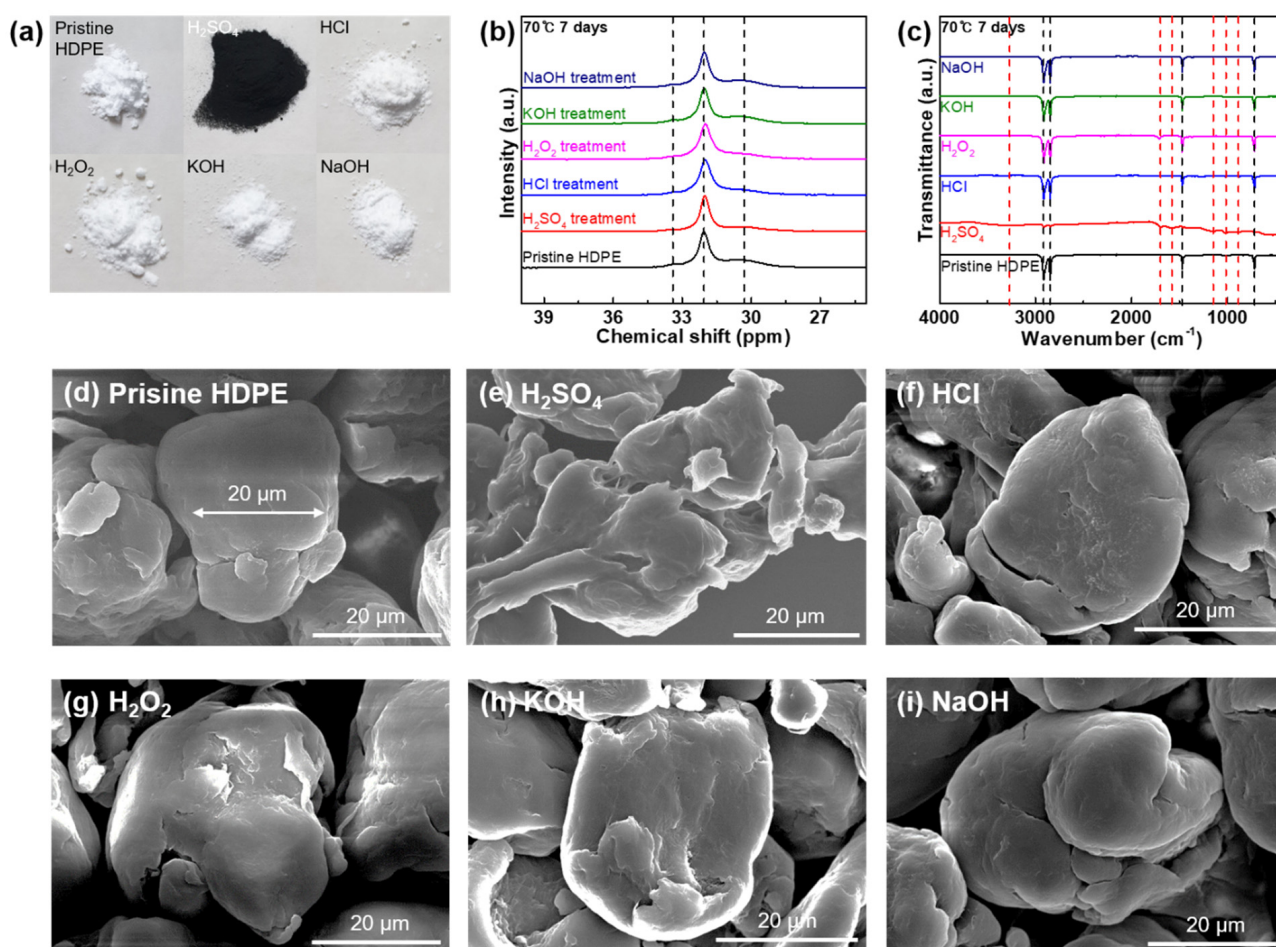 (a)
Pristine
HDPE
H₂SO₄
HCl
H₂O₂
KOH
NaOH
(b)
70℃ 7 days
NaOH treatment
KOH treatment
H₂O₂ treatment
HCl treatment
H₂SO₄ treatment
Pristine HDPE
Intensity (a.u.)
39 36 33 30 27
Chemical shift (ppm)
(c)
70℃ 7 days
NaOH
KOH
H₂O₂
HCl
H₂SO₄
Pristine HDPE
Transmittance (a.u.)
4000 3000 2000 1000
Wavenumber (cm⁻¹)
(d) Prisine HDPE
20 μm
20 μm
(e) H₂SO₄
20 μm
(f) HCl
20 μm
(g) H₂O₂
20 μm
(h) KOH
20 μm
(i) NaOH
20 μm